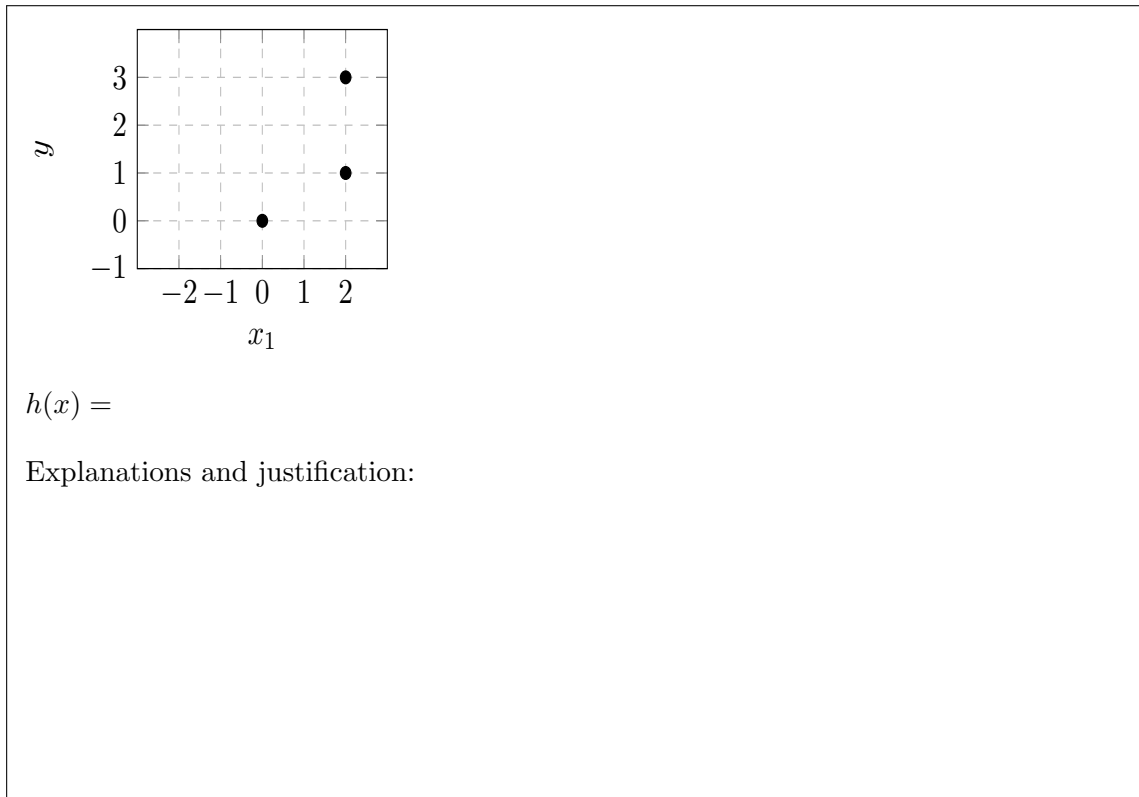 3
2
y
1
0
−1
−2 −1 0 1 2
x₁
h(x) =
Explanations and justification: